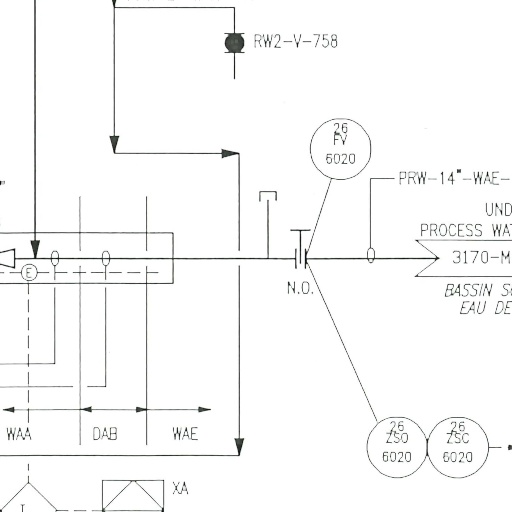 RW2-V-758
26
FV
6020
PRW-14"-WAE-
UND
PROCESS WAT
3170-M
N.O.
BASSIN S
EAU DE
E
26
ZSO
6020
26
ZSC
6020
WAA
DAB
WAE
XA
I